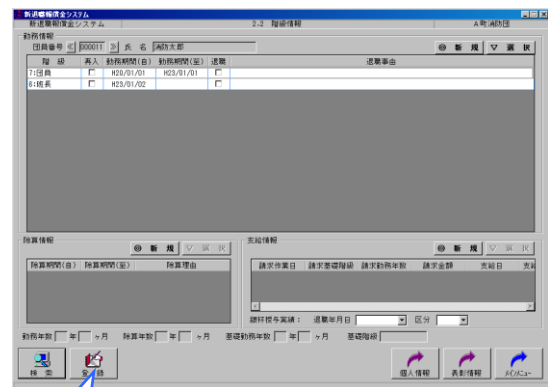 新退職報償金システム
新退職報償金システム 2.2 階級情報 A町消防団
勤務情報
団員番号 ≪ 000011 ≫ 氏 名 消防太郎 ◎ 新 規 ▽ 選 択
階 級 再入 勤務期間(自) 勤務期間(至) 退職 退職事由
7:団員 H20/01/01 H23/01/01
6:班長 H23/01/02
除算情報 支給情報
◎ 新 規 ▽ 選 択 ◎ 新 規 ▽ 選 択
除算期間(自) 除算期間(至) 除算理由 請求作業日 請求基礎階級 請求勤務年数 請求金額 支給日 支
銀杯授与実績： 退職年月日 区分
勤務年数 年 ヶ月 除算年数 年 ヶ月 基礎勤務年数 年 ヶ月 基礎階級
検 索 登 録 個人情報 表彰情報 メインメニュー